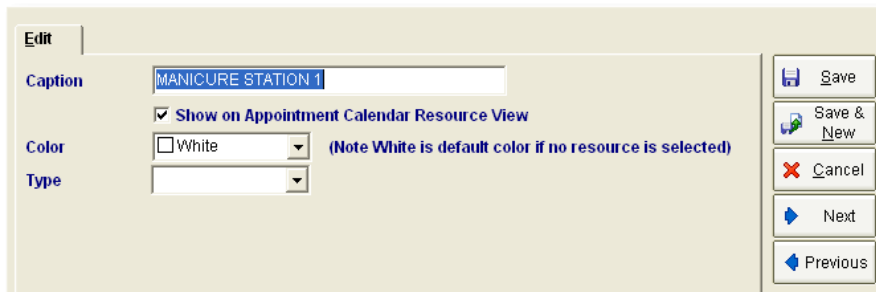 Edit
Caption MANICURE STATION 1
Show on Appointment Calendar Resource View
Color White (Note White is default color if no resource is selected)
Type
Save
Save &
New
Cancel
Next
Previous